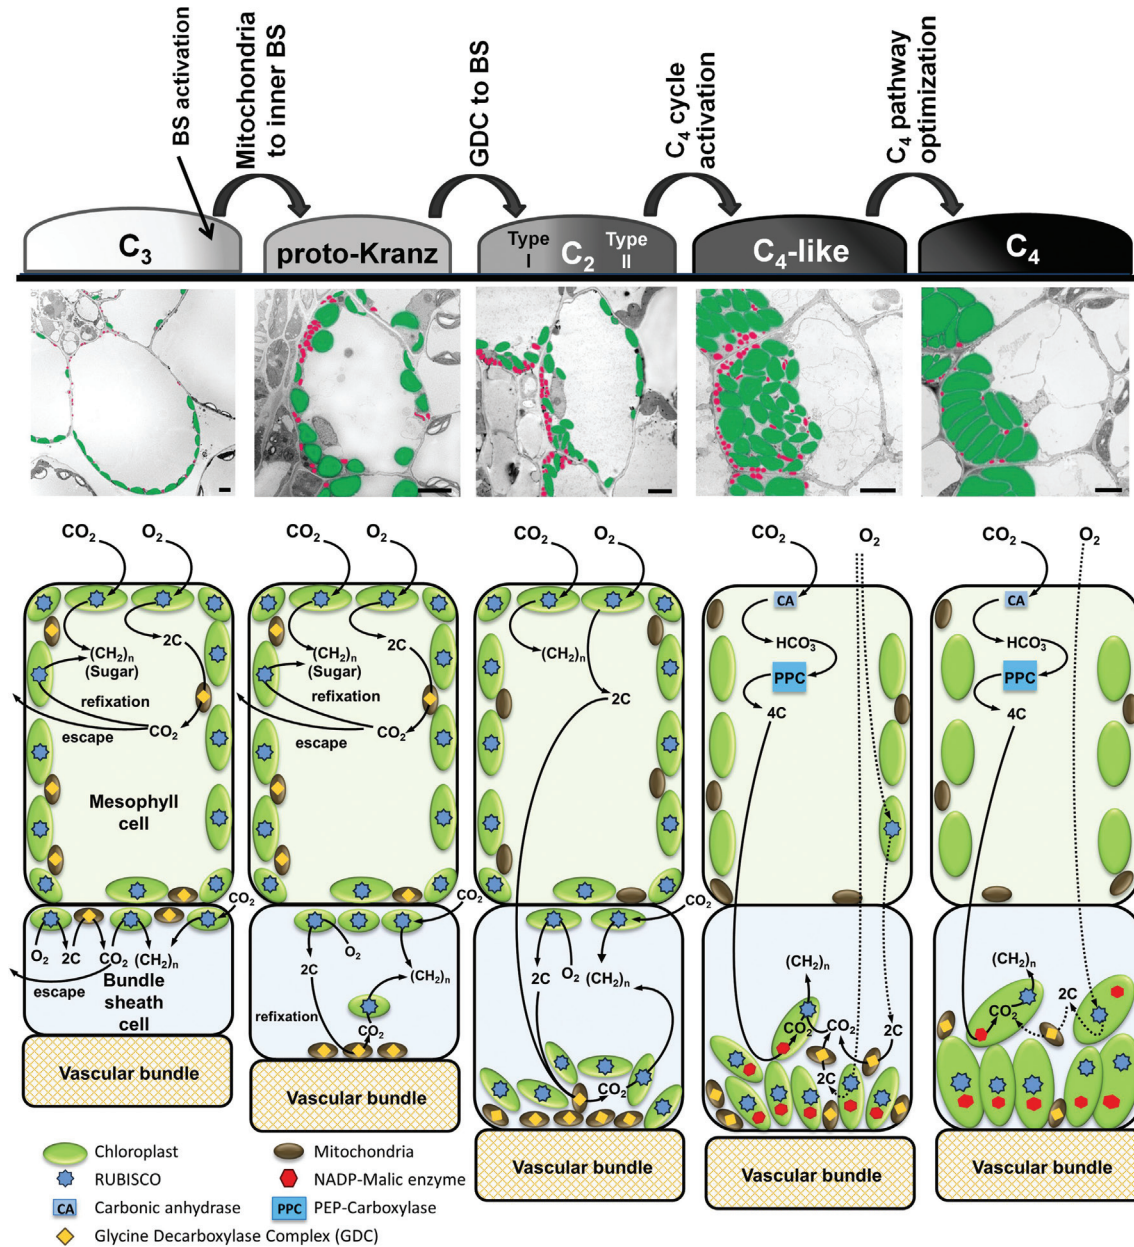 BS activation
Mitochondria
to inner BS
GDC to BS
C₄ cycle
activation
C₄ pathway
optimization
C₃
proto-Kranz
Type
I
C₂
Type
II
C₄-like
C₄
CO₂
O₂
CO₂
O₂
CO₂
O₂
CO₂
O₂
CO₂
O₂
2C
(CH₂)ₙ
(Sugar)
refixation
CO₂
escape
Mesophyll
cell
CO₂
O₂
2C
CO₂
(CH₂)ₙ
escape
Bundle
sheath
cell
Vascular bundle
2C
(CH₂)ₙ
(Sugar)
refixation
CO₂
escape
CO₂
O₂
2C
(CH₂)ₙ
refixation
CO₂
Vascular bundle
(CH₂)ₙ
2C
CO₂
2C
O₂
(CH₂)ₙ
CO₂
Vascular bundle
CA
HCO₃
PPC
4C
(CH₂)ₙ
CO₂
CO₂
2C
2C
Vascular bundle
CA
HCO₃
PPC
4C
(CH₂)ₙ
2C
CO₂
Vascular bundle
Chloroplast
Mitochondria
RUBISCO
NADP-Malic enzyme
CA
Carbonic anhydrase
PPC
PEP-Carboxylase
Glycine Decarboxylase Complex (GDC)